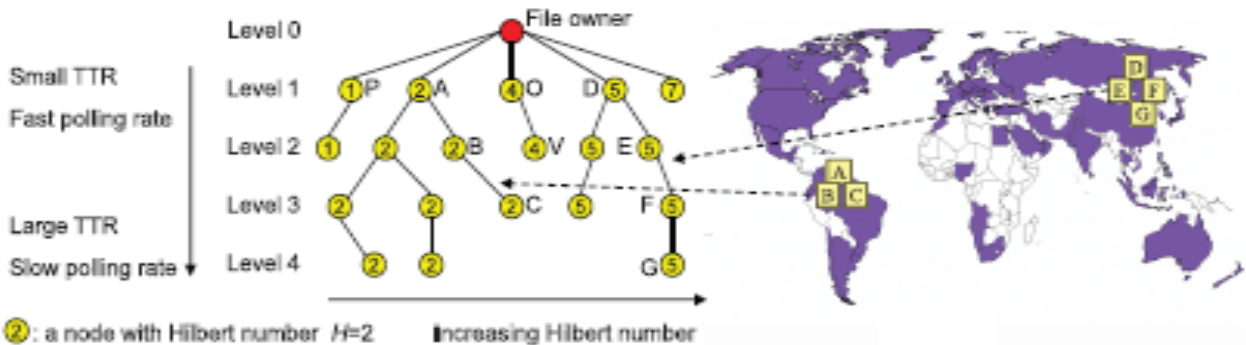 Level 0
File owner
Small TTR
Fast polling rate
Level 1
1 P
2 A
4 O
D 5
7
Level 2
1
2
2 B
4 V
5
E 5
Level 3
2
2
2 C
5
F 5
Large TTR
Slow polling rate
Level 4
2
2
G 5
D
E
F
G
A
B
C
2 : a node with Hilbert number H=2
Increasing Hilbert number